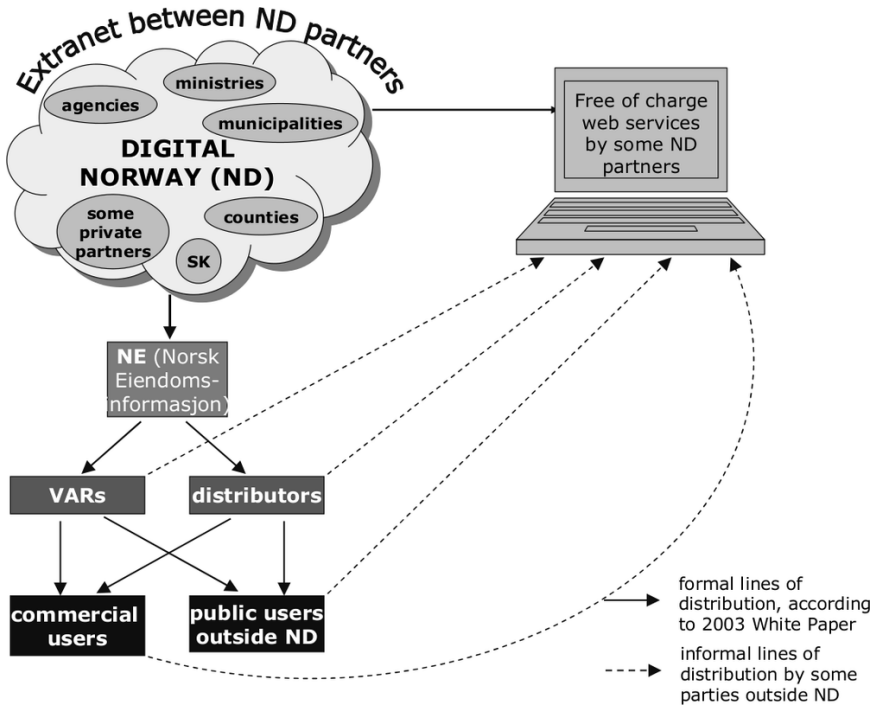 Extranet between ND partners
ministries
agencies
municipalities
DIGITAL
NORWAY (ND)
some
private
partners
counties
SK
Free of charge
web services
by some ND
partners
NE (Norsk
Eiendoms-
informasjon)
VARs
distributors
commercial
users
public users
outside ND
formal lines of
distribution, according
to 2003 White Paper
informal lines of
distribution by some
parties outside ND